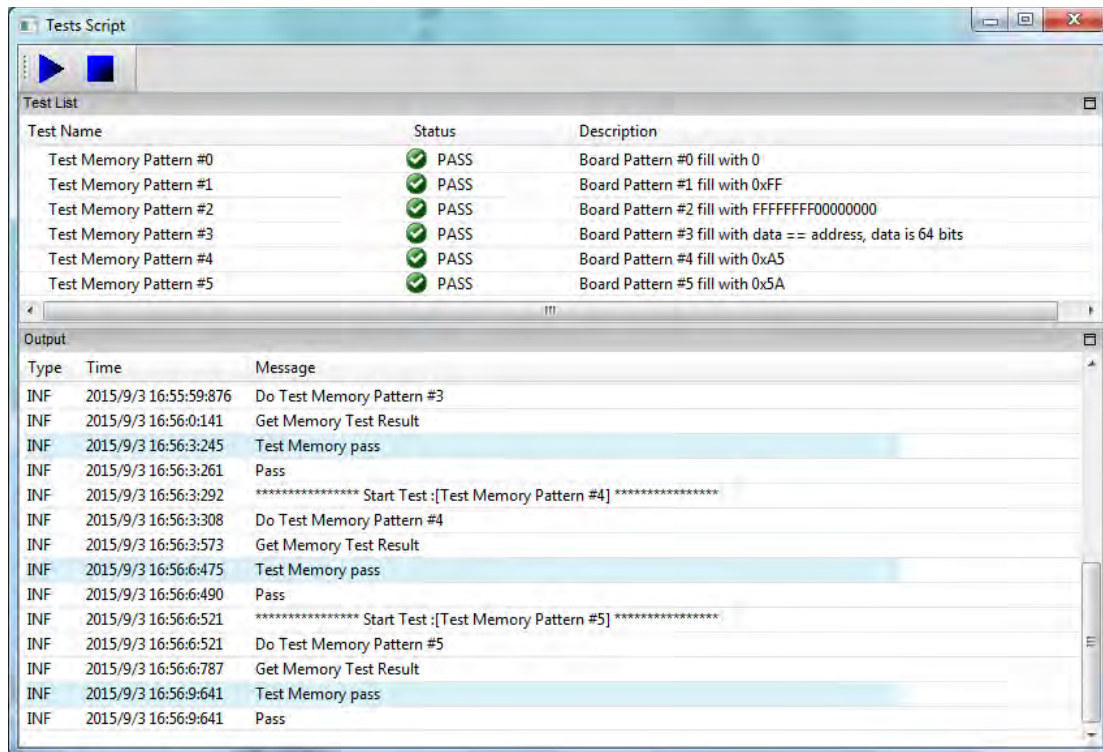 Tests Script
Test List
Test Name Status Description
Test Memory Pattern #0 PASS Board Pattern #0 fill with 0
Test Memory Pattern #1 PASS Board Pattern #1 fill with 0xFF
Test Memory Pattern #2 PASS Board Pattern #2 fill with FFFFFFFF00000000
Test Memory Pattern #3 PASS Board Pattern #3 fill with data == address, data is 64 bits
Test Memory Pattern #4 PASS Board Pattern #4 fill with 0xA5
Test Memory Pattern #5 PASS Board Pattern #5 fill with 0x5A
Output
Type Time Message
INF 2015/9/3 16:55:59:876 Do Test Memory Pattern #3
INF 2015/9/3 16:56:0:141 Get Memory Test Result
INF 2015/9/3 16:56:3:245 Test Memory pass
INF 2015/9/3 16:56:3:261 Pass
INF 2015/9/3 16:56:3:292 **************** Start Test :[Test Memory Pattern #4] ****************
INF 2015/9/3 16:56:3:308 Do Test Memory Pattern #4
INF 2015/9/3 16:56:3:573 Get Memory Test Result
INF 2015/9/3 16:56:6:475 Test Memory pass
INF 2015/9/3 16:56:6:490 Pass
INF 2015/9/3 16:56:6:521 **************** Start Test :[Test Memory Pattern #5] ****************
INF 2015/9/3 16:56:6:521 Do Test Memory Pattern #5
INF 2015/9/3 16:56:6:787 Get Memory Test Result
INF 2015/9/3 16:56:9:641 Test Memory pass
INF 2015/9/3 16:56:9:641 Pass